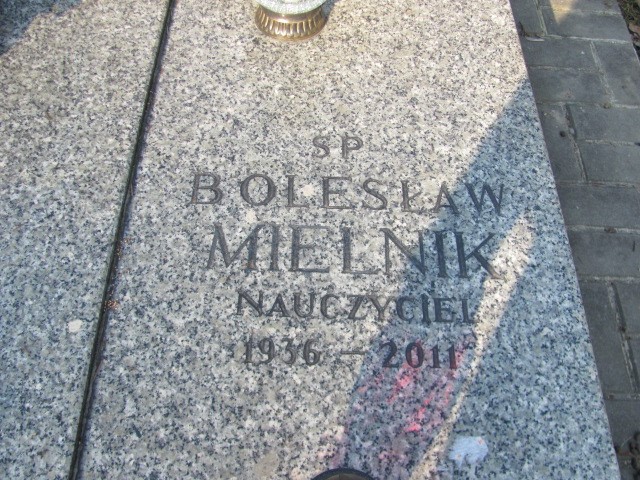 SP
BOLESŁAW
MIELNIK
NAUCZYCIEL
1936 – 2011